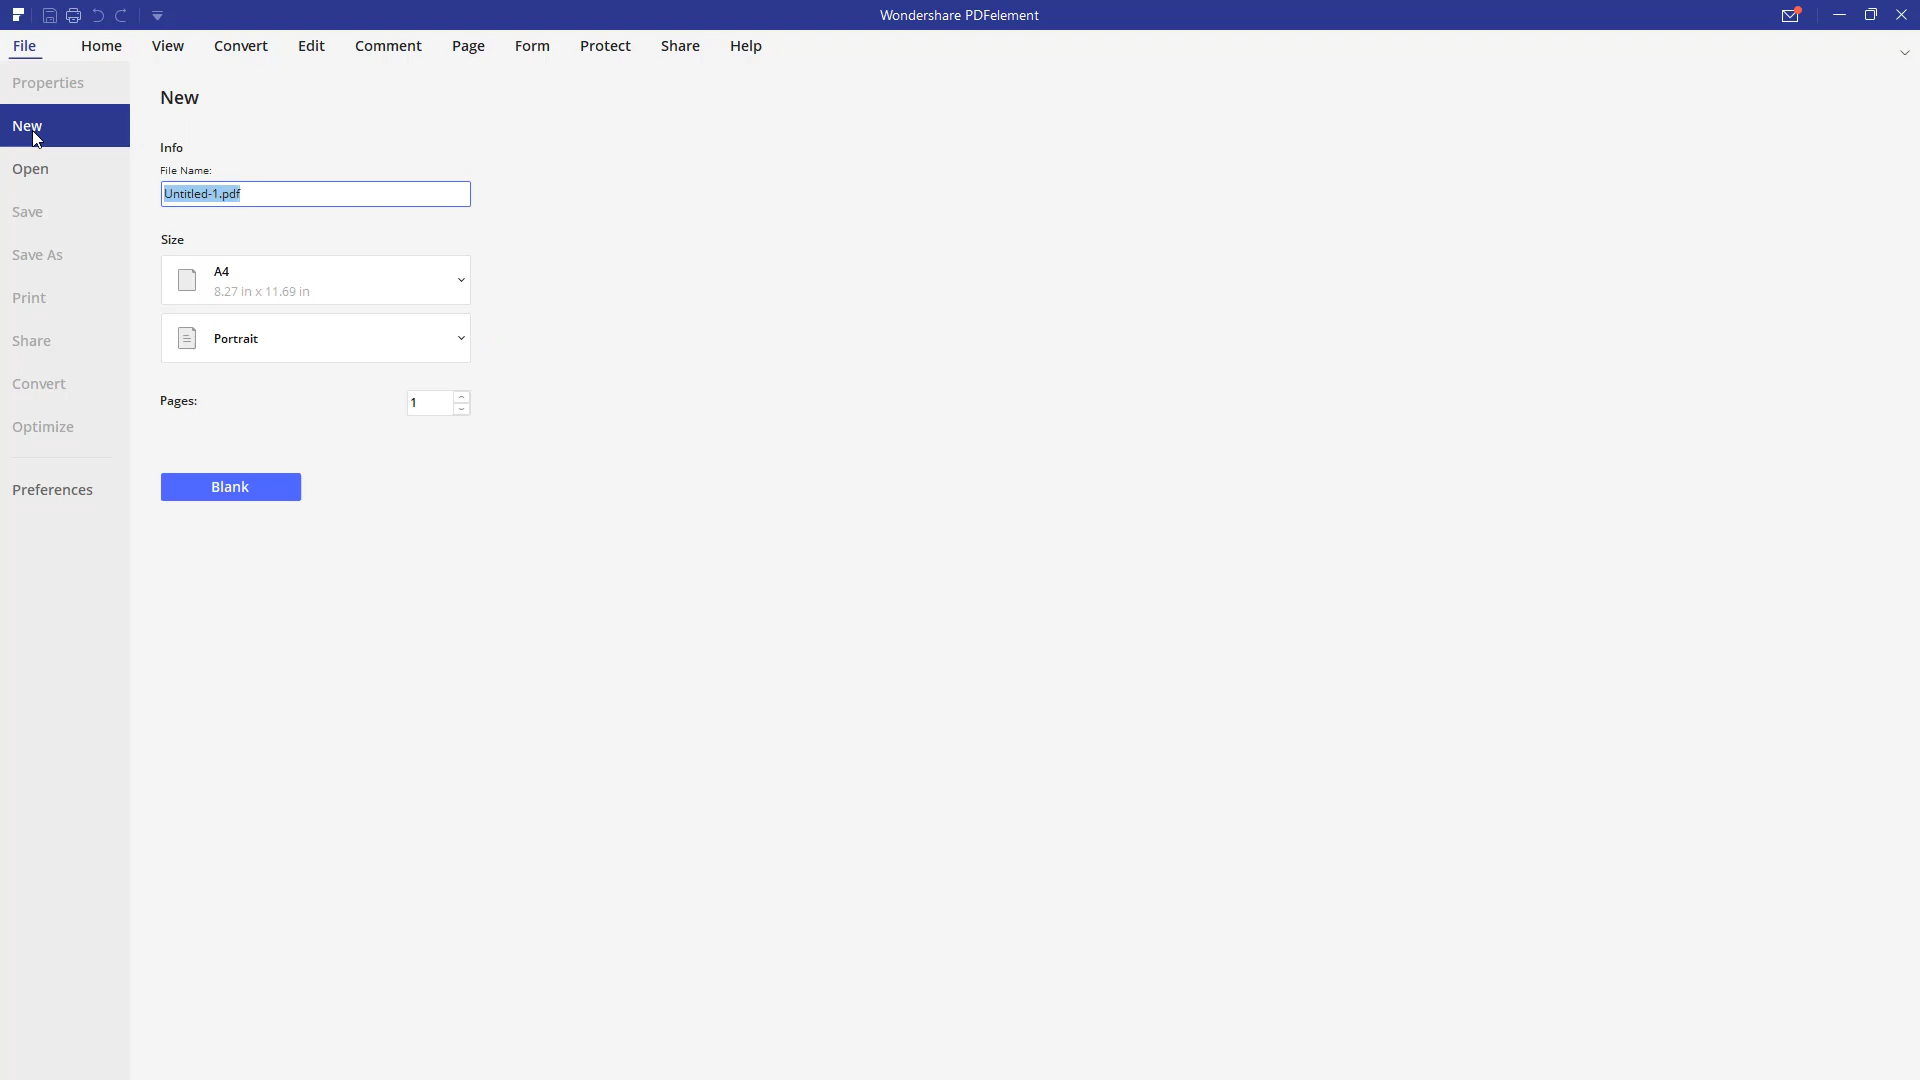 Wondershare PDFelement
File Home View Convert Edit Comment Page Form Protect Share Help
Properties
New
Open
Save
Save As
Print
Share
Convert
Optimize
Preferences
New
Info
File Name:
Untitled-1.pdf
Size
A4
8.27 in x 11.69 in
Portrait
Pages: 1
Blank